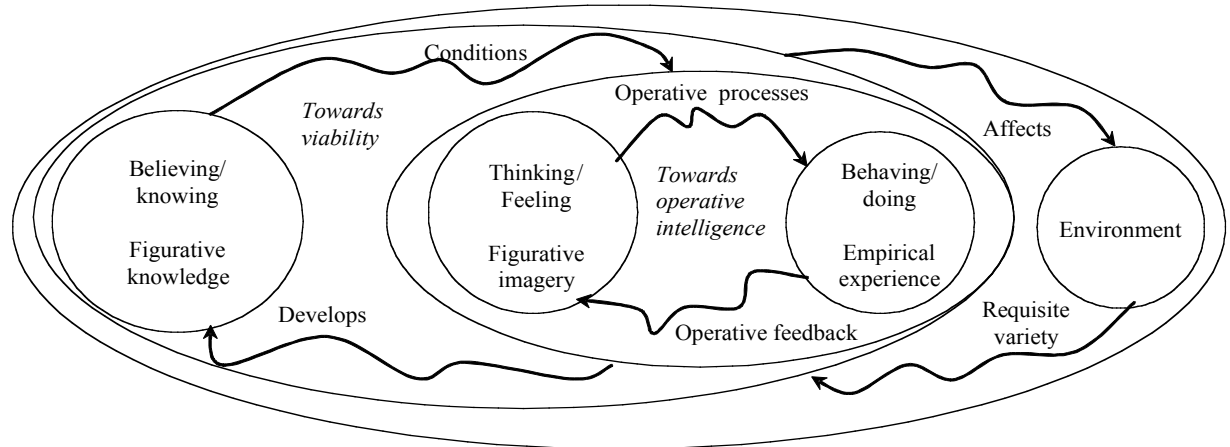 Conditions
Operative processes
Towards
viability
Affects
Believing/
knowing
Figurative
knowledge
Thinking/
Feeling
Figurative
imagery
Towards
operative
intelligence
Behaving/
doing
Empirical
experience
Environment
Develops
Operative feedback
Requisite
variety